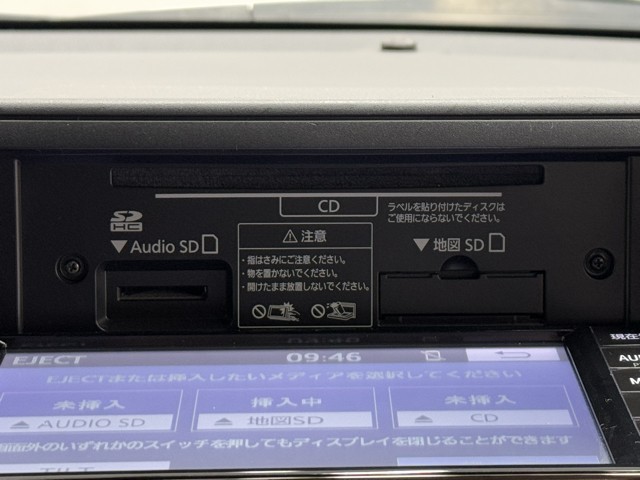 CD
ラベルを貼り付けたディスクは
ご使用にならないでください。
SD
HC
▼Audio SD
⚠注意
・指はさみにご注意ください。
・物を置かないでください。
・開けたまま放置しないでください。
▼地図 SD
EJECT
09:46
EJECTまたは挿入したいメディアを選択してください
未挿入
⏏AUDIO SD
挿入中
⏏地図SD
未挿入
⏏CD
画面外のいずれかのスイッチを押してもディスプレイを閉じることができます
TILT
現在
AU
M